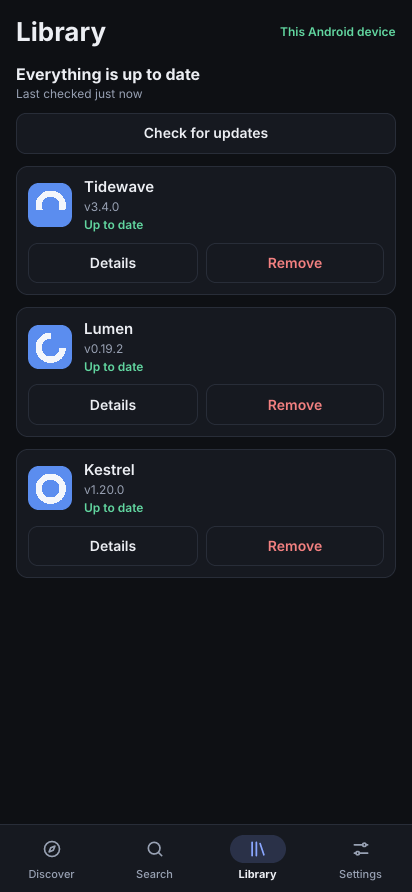 Library
This Android device
Everything is up to date
Last checked just now
Check for updates
Tidewave
v3.4.0
Up to date
Details
Remove
Lumen
v0.19.2
Up to date
Details
Remove
Kestrel
v1.20.0
Up to date
Details
Remove
Discover
Search
Library
Settings